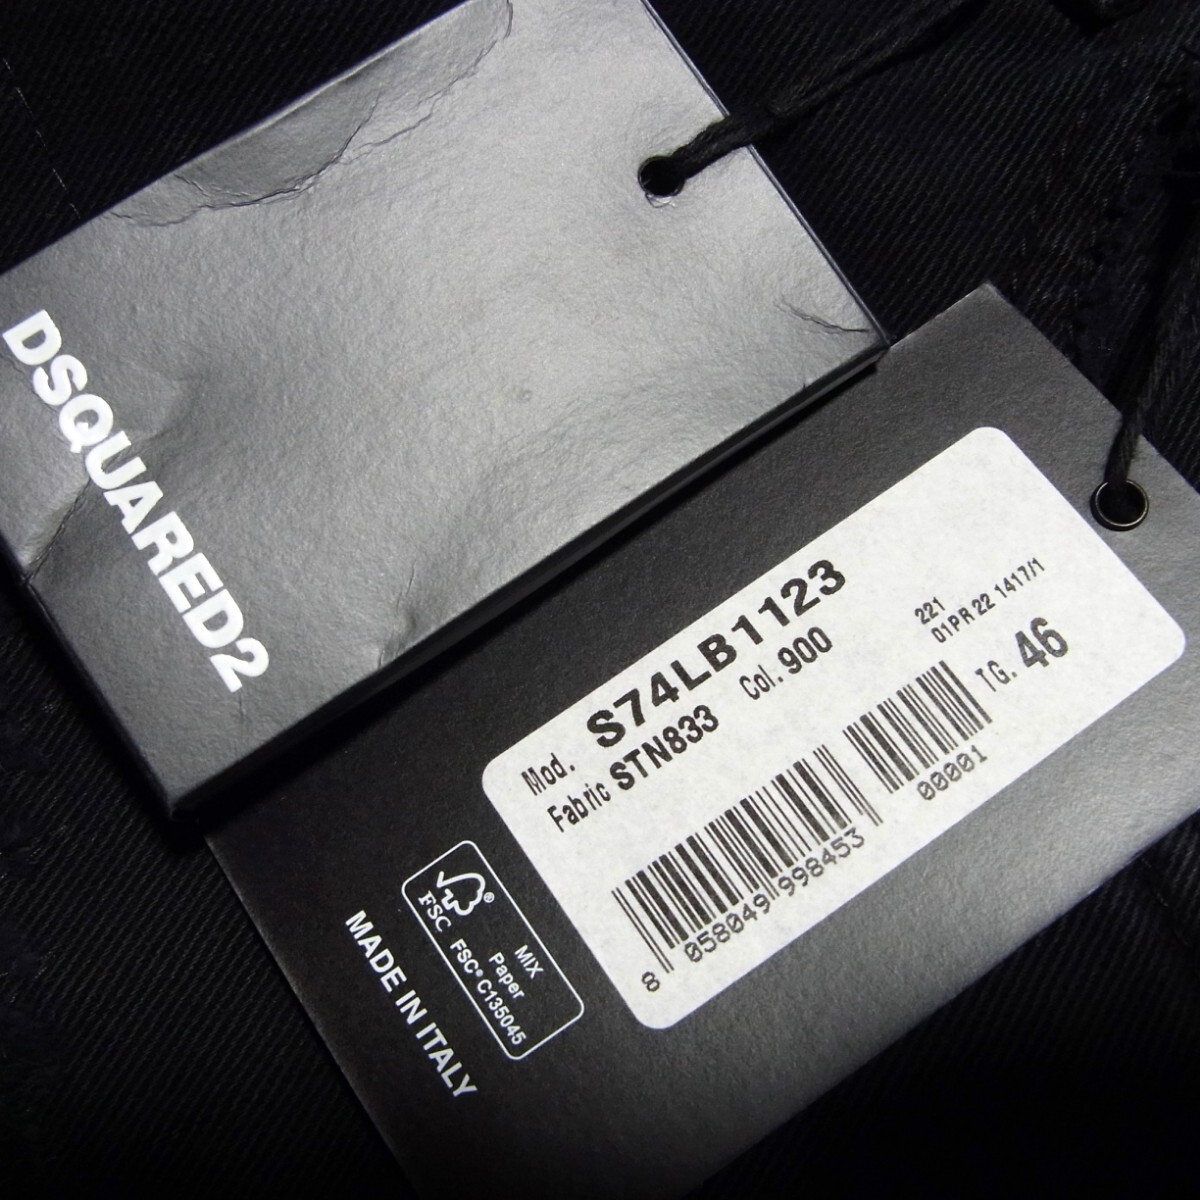 DSQUARED2
Mod. S74LB1123
Fabric STN833 Col. 900
221
01PR 22 1417/1
TG. 46
8 058049 998453
00001
FSC®
MIX
Paper
FSC® C135045
MADE IN ITALY